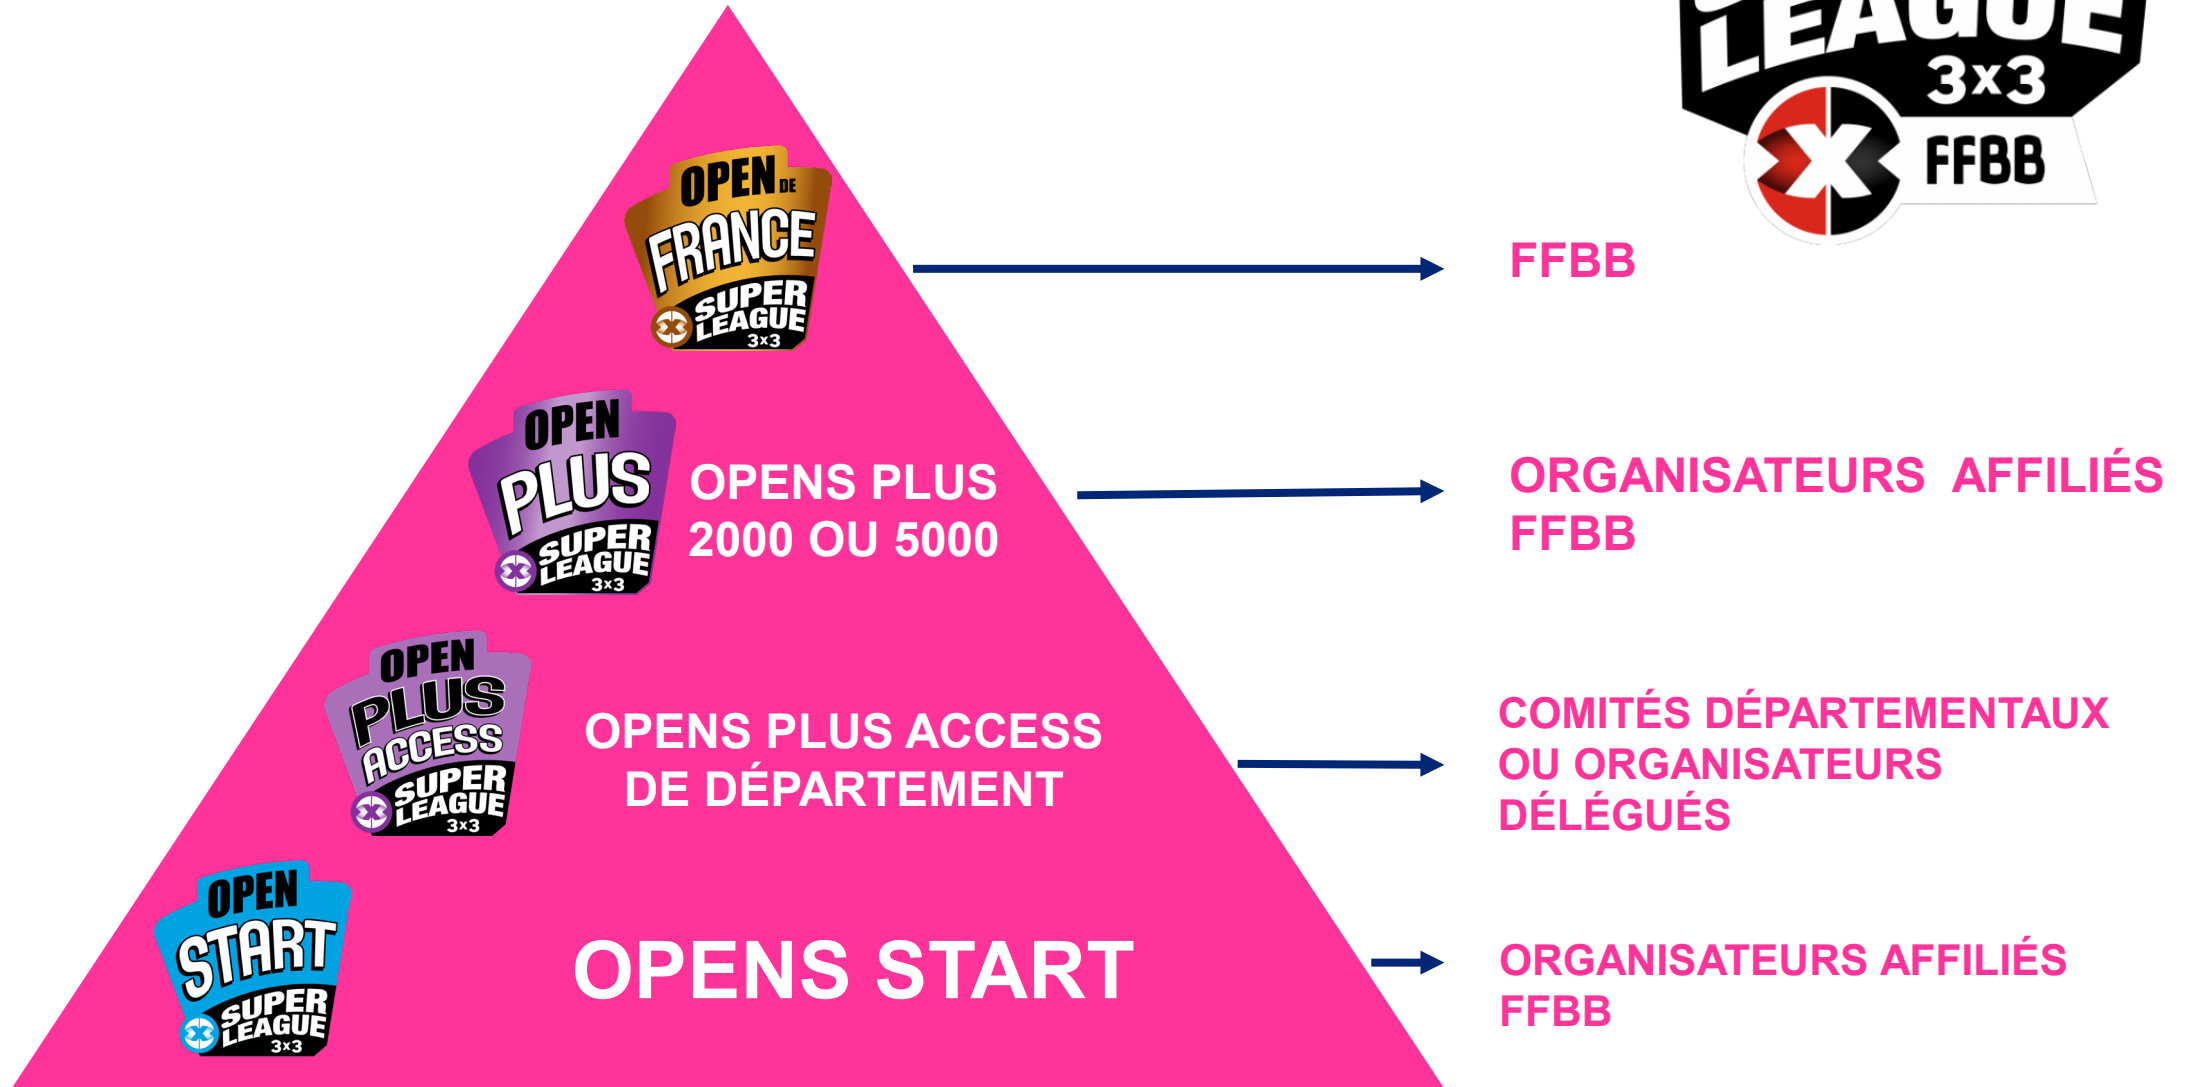 LEAGUE
3x3
FFBB
OPEN DE
FRANCE
SUPER
LEAGUE
3x3
FFBB
OPEN
PLUS
SUPER
LEAGUE
3x3
OPENS PLUS
2000 OU 5000
ORGANISATEURS AFFILIÉS
FFBB
OPEN
PLUS
ACCESS
SUPER
LEAGUE
3x3
OPENS PLUS ACCESS
DE DÉPARTEMENT
COMITÉS DÉPARTEMENTAUX
OU ORGANISATEURS
DÉLÉGUÉS
OPEN
START
SUPER
LEAGUE
3x3
OPENS START
ORGANISATEURS AFFILIÉS
FFBB